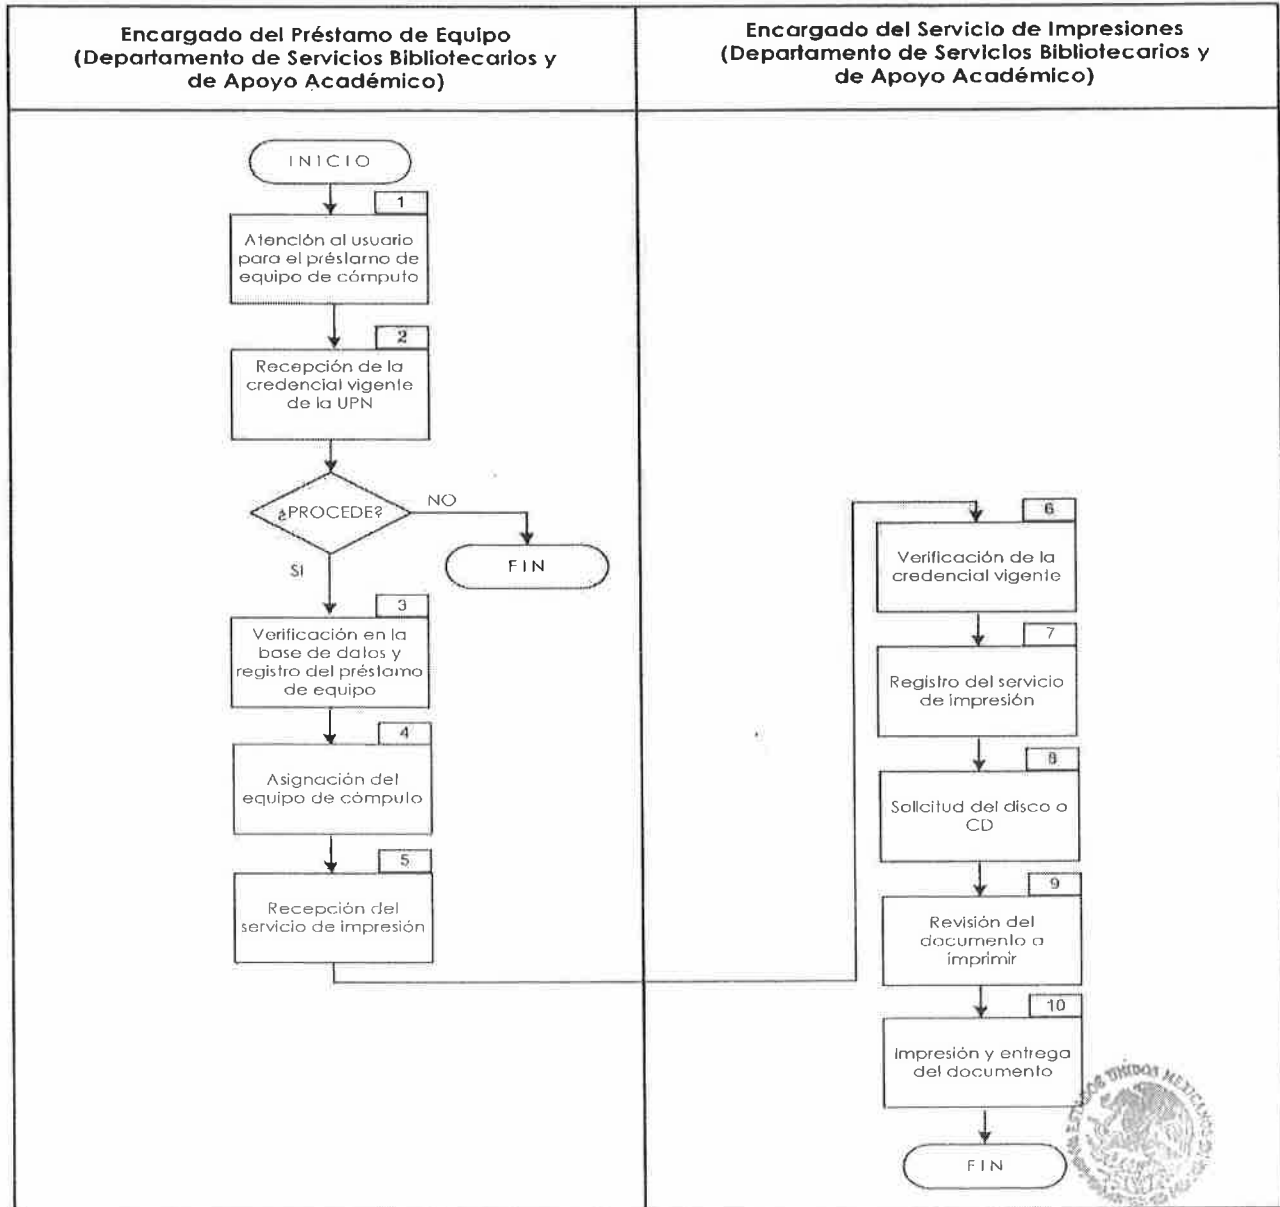 Encargado del Préstamo de Equipo
(Departamento de Servicios Bibliotecarios y
de Apoyo Académico)
Encargado del Servicio de Impresiones
(Departamento de Servicios Bibliotecarios y
de Apoyo Académico)
INICIO
1
Atención al usuario
para el préstamo de
equipo de cómputo
2
Recepción de la
credencial vigente
de la UPN
¿PROCEDE?
NO
FIN
SI
3
Verificación en la
base de datos y
registro del préstamo
de equipo
4
Asignación del
equipo de cómputo
5
Recepción del
servicio de impresión
6
Verificación de la
credencial vigente
7
Registro del servicio
de impresión
8
Solicitud del disco o
CD
9
Revisión del
documento a
imprimir
10
Impresión y entrega
del documento
FIN
ESTADOS UNIDOS MEXICANOS